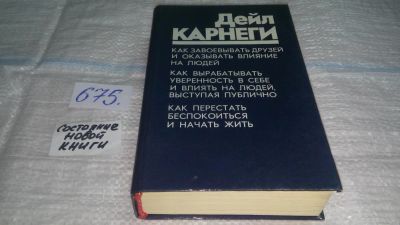 Дейл
КАРНЕГИ
КАК ЗАВОЕВЫВАТЬ ДРУЗЕЙ
И ОКАЗЫВАТЬ ВЛИЯНИЕ
НА ЛЮДЕЙ
КАК ВЫРАБАТЫВАТЬ
УВЕРЕННОСТЬ В СЕБЕ
И ВЛИЯТЬ НА ЛЮДЕЙ,
ВЫСТУПАЯ ПУБЛИЧНО
КАК ПЕРЕСТАТЬ
БЕСПОКОИТЬСЯ
И НАЧАТЬ ЖИТЬ
675.
состояние
новой
книги